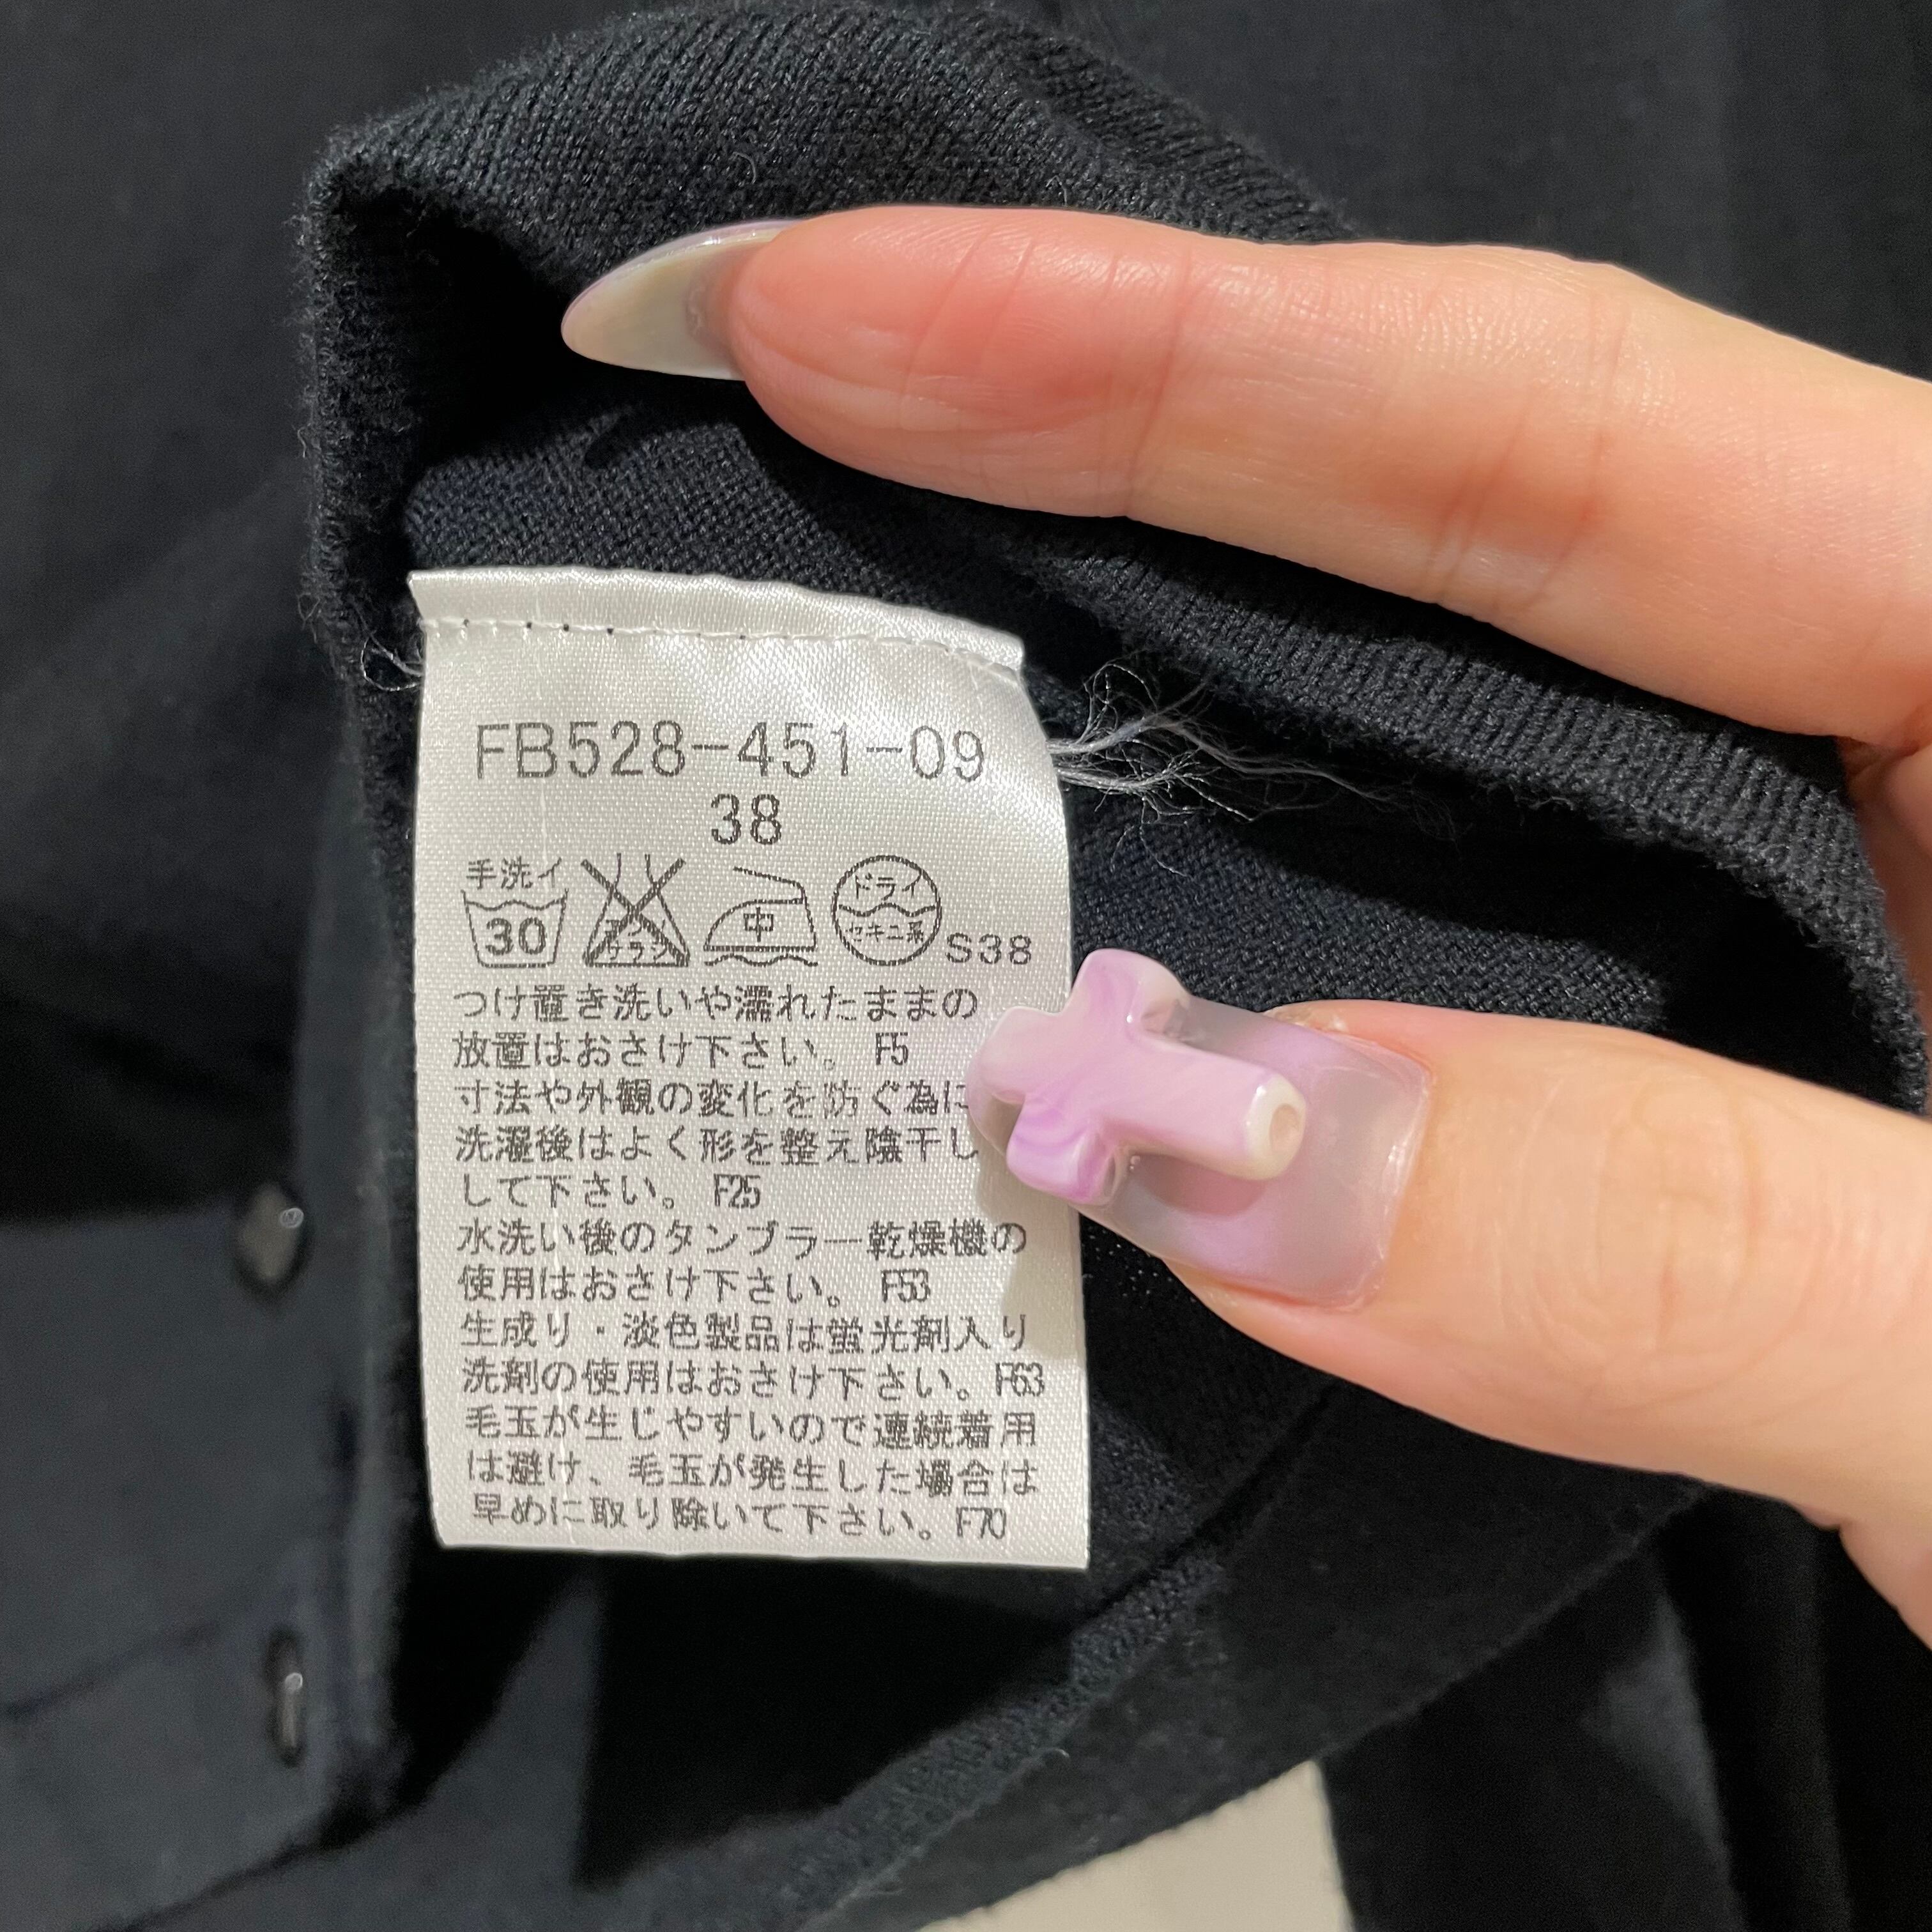 FB528-451-09
38
手洗イ
30
エンソ
サラシ
中
ドライ
セキユ系
S38
つけ置き洗いや濡れたままの
放置はおさけ下さい。 F5
寸法や外観の変化を防ぐ為に
洗濯後はよく形を整え陰干し
して下さい。 F25
水洗い後のタンブラー乾燥機の
使用はおさけ下さい。 F53
生成り・淡色製品は蛍光剤入り
洗剤の使用はおさけ下さい。F63
毛玉が生じやすいので連続着用
は避け、毛玉が発生した場合は
早めに取り除いて下さい。F70